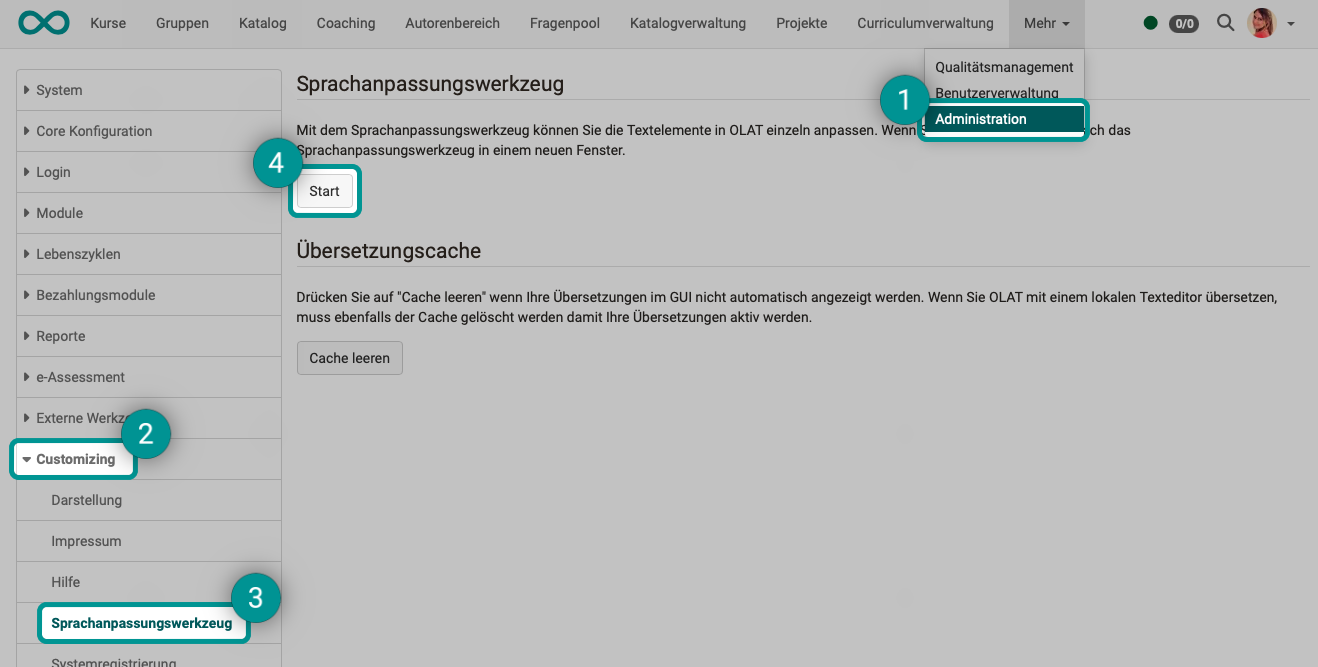 Kurse Gruppen Katalog Coaching Autorenbereich Fragenpool Katalogverwaltung Projekte Curriculumverwaltung Mehr 0/0
Qualitätsmanagement
Benutzerverwaltung
1
Administration
System
Core Konfiguration
Login
Module
Lebenszyklen
Bezahlungsmodule
Reporte
e-Assessment
Externe
2
Customizing
Darstellung
Impressum
Hilfe
3
Sprachanpassungswerkzeug
Systemregistrierung
Sprachanpassungswerkzeug
Mit dem Sprachanpassungswerkzeug können Sie die Textelemente in OLAT einzeln anpassen. Wenn das
Sprachanpassungswerkzeug in einem neuen Fenster.
4
Start
Übersetzungscache
Drücken Sie auf "Cache leeren" wenn Ihre Übersetzungen im GUI nicht automatisch angezeigt werden. Wenn Sie OLAT mit einem lokalen Texteditor übersetzen,
muss ebenfalls der Cache gelöscht werden damit Ihre Übersetzungen aktiv werden.
Cache leeren